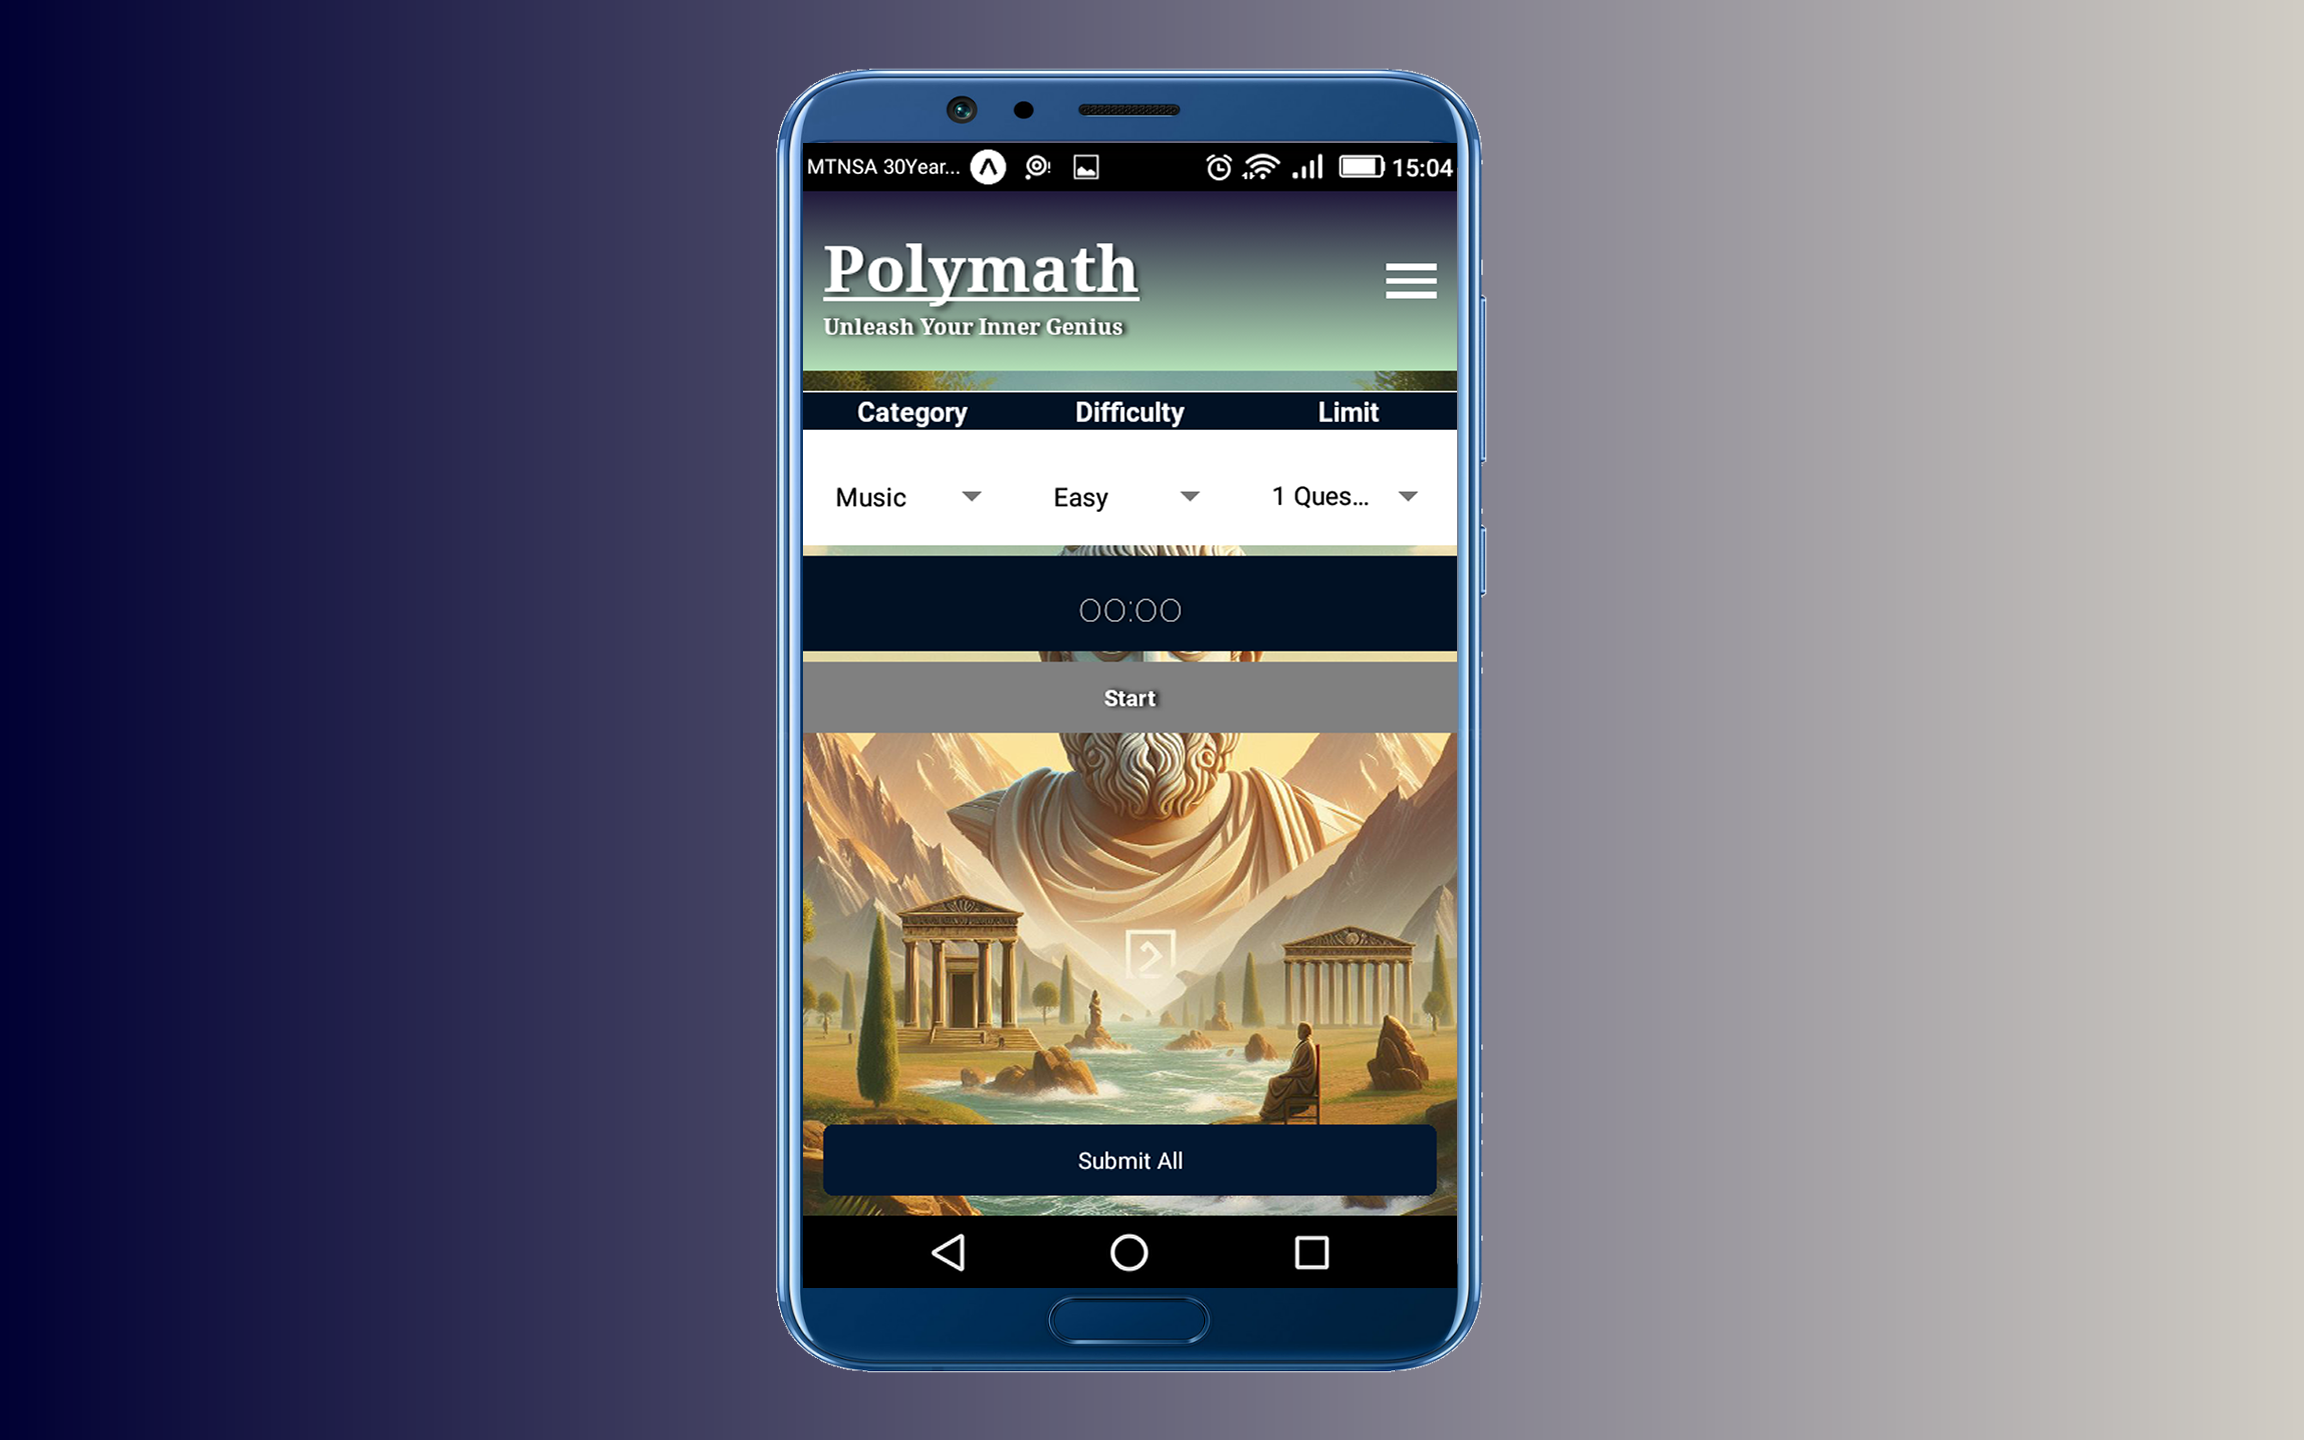 MTNSA 30Year... 15:04
Polymath
Unleash Your Inner Genius
Category Difficulty Limit
Music Easy 1 Ques...
00:00
Start
Submit All